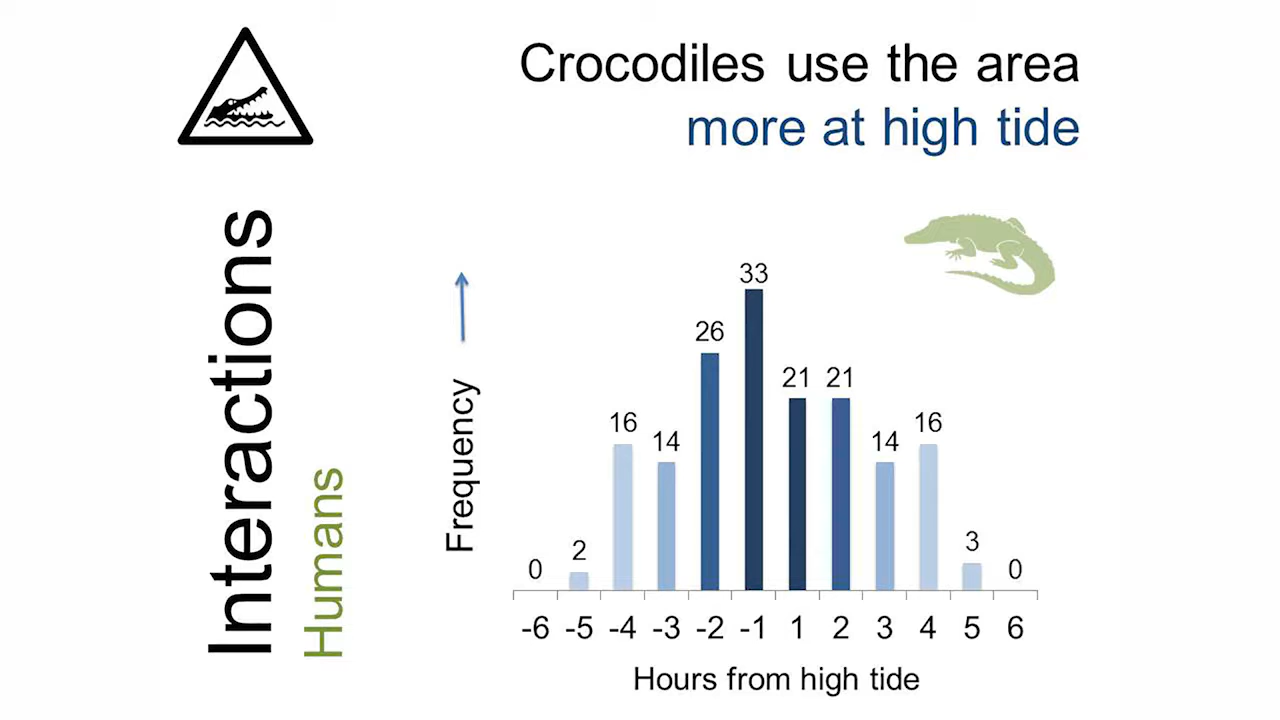 Crocodiles use the area
more at high tide
Interactions
Humans
Frequency
33
26
21 21
16
14
14
16
0
2
3
0
-6 -5 -4 -3 -2 -1 1 2 3 4 5 6
Hours from high tide